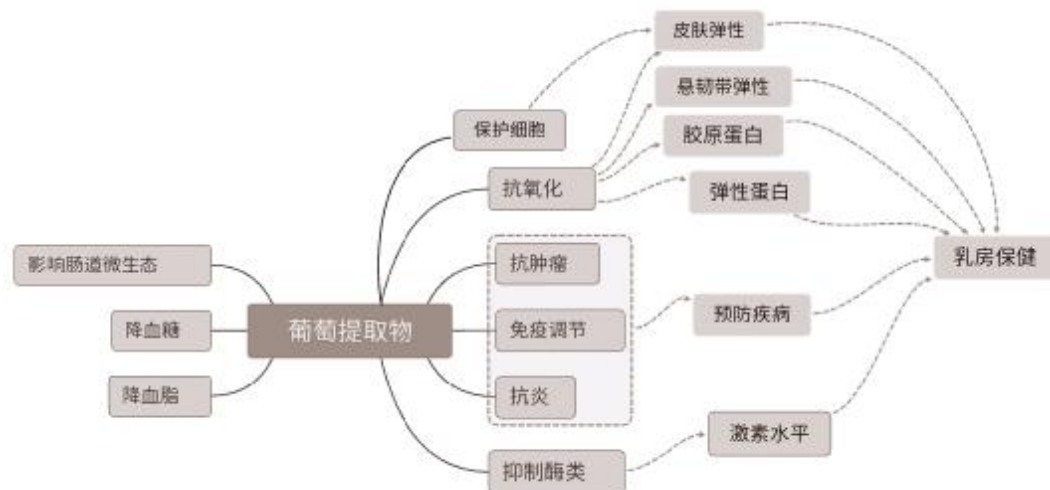 皮肤弹性
悬韧带弹性
保护细胞
胶原蛋白
抗氧化
弹性蛋白
乳房保健
影响肠道微生态
抗肿瘤
降血糖
葡萄提取物
免疫调节
预防疾病
降血脂
抗炎
激素水平
抑制酶类